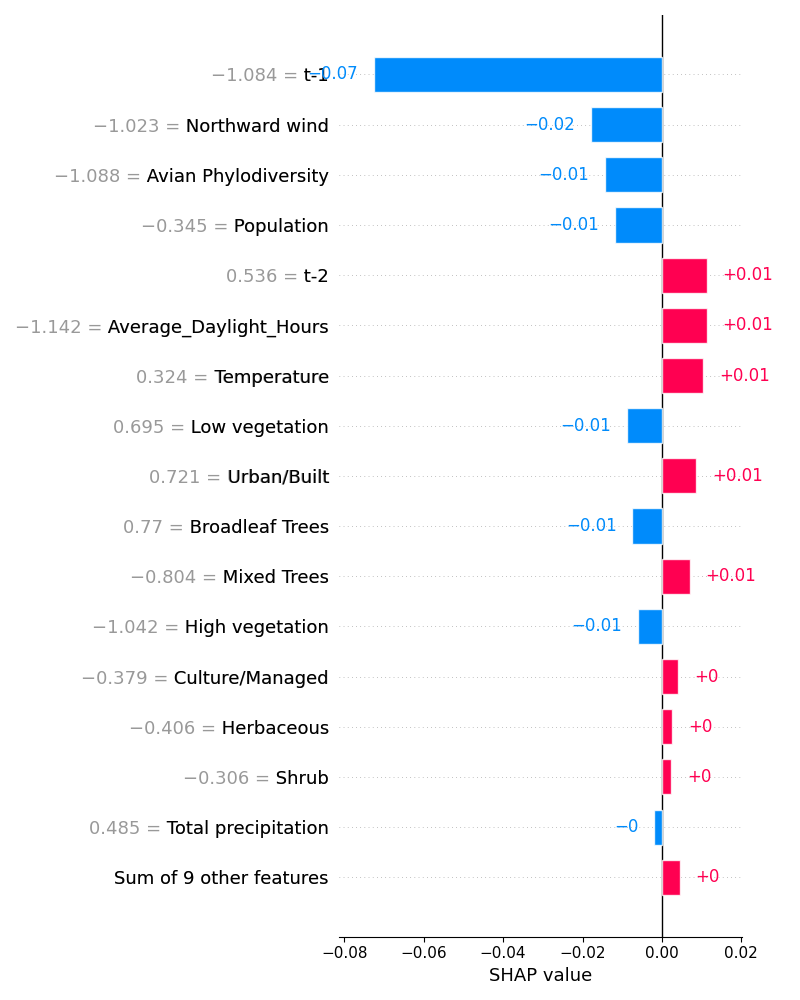 −1.084 = t-1 −0.07
−1.023 = Northward wind −0.02
−1.088 = Avian Phylodiversity −0.01
−0.345 = Population −0.01
0.536 = t-2 +0.01
−1.142 = Average_Daylight_Hours +0.01
0.324 = Temperature +0.01
0.695 = Low vegetation −0.01
0.721 = Urban/Built +0.01
0.77 = Broadleaf Trees −0.01
−0.804 = Mixed Trees +0.01
−1.042 = High vegetation −0.01
−0.379 = Culture/Managed +0
−0.406 = Herbaceous +0
−0.306 = Shrub +0
0.485 = Total precipitation −0
Sum of 9 other features +0
−0.08 −0.06 −0.04 −0.02 0.00 0.02
SHAP value